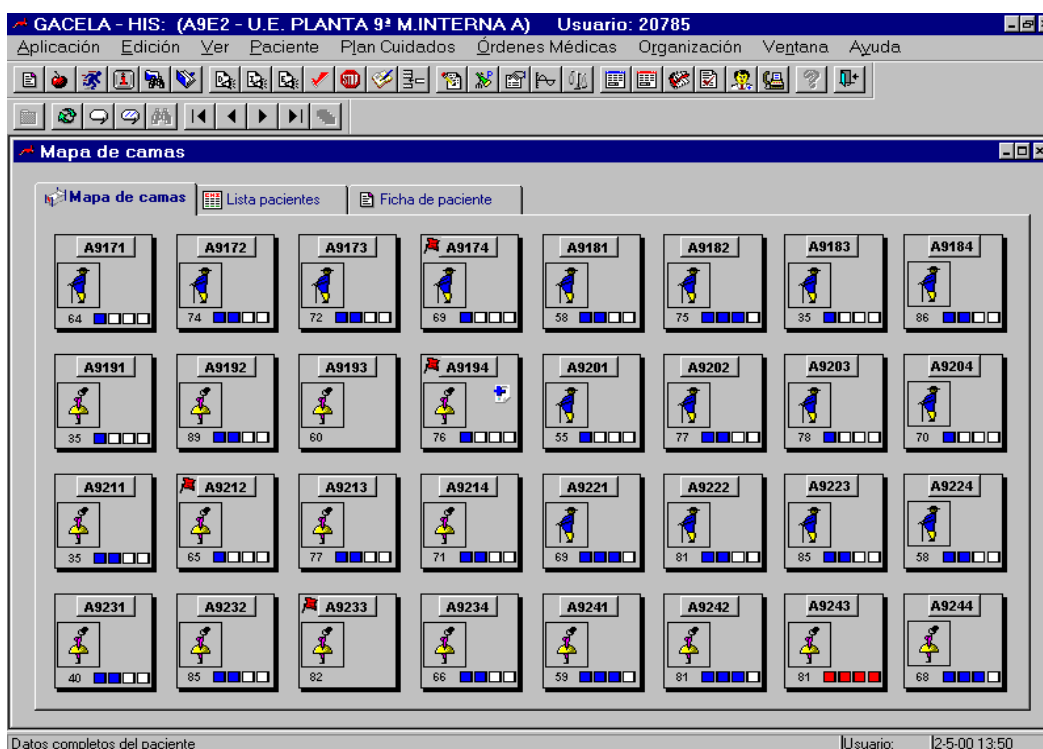 GACELA - HIS: (A9E2 - U.E. PLANTA 9ª M.INTERNA A) Usuario: 20785
Aplicación Edición Ver Paciente Plan Cuidados Órdenes Médicas Organización Ventana Ayuda
Mapa de camas
Mapa de camas Lista pacientes Ficha de paciente
A9171 A9172 A9173 A9174 A9181 A9182 A9183 A9184
64 74 72 69 58 75 35 86
A9191 A9192 A9193 A9194 A9201 A9202 A9203 A9204
35 89 60 76 55 77 78 70
A9211 A9212 A9213 A9214 A9221 A9222 A9223 A9224
35 65 77 71 69 81 85 58
A9231 A9232 A9233 A9234 A9241 A9242 A9243 A9244
40 85 82 66 59 81 81 68
Datos completos del paciente Usuario: 2-5-00 13:50